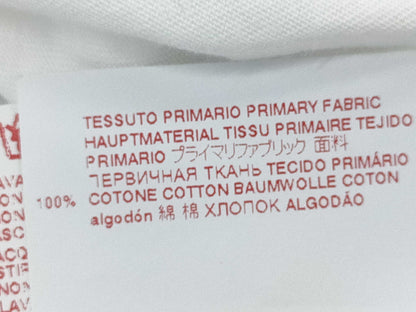 TESSUTO PRIMARIO PRIMARY FABRIC
HAUPTMATERIAL TISSU PRIMAIRE TEJIDO
PRIMARIO プライマリファブリック 面料
ПЕРВИЧНАЯ ТКАНЬ TECIDO PRIMÁRIO
100% COTONE COTTON BAUMWOLLE COTON
algodón 綿 棉 ХЛОПОК ALGODÃO